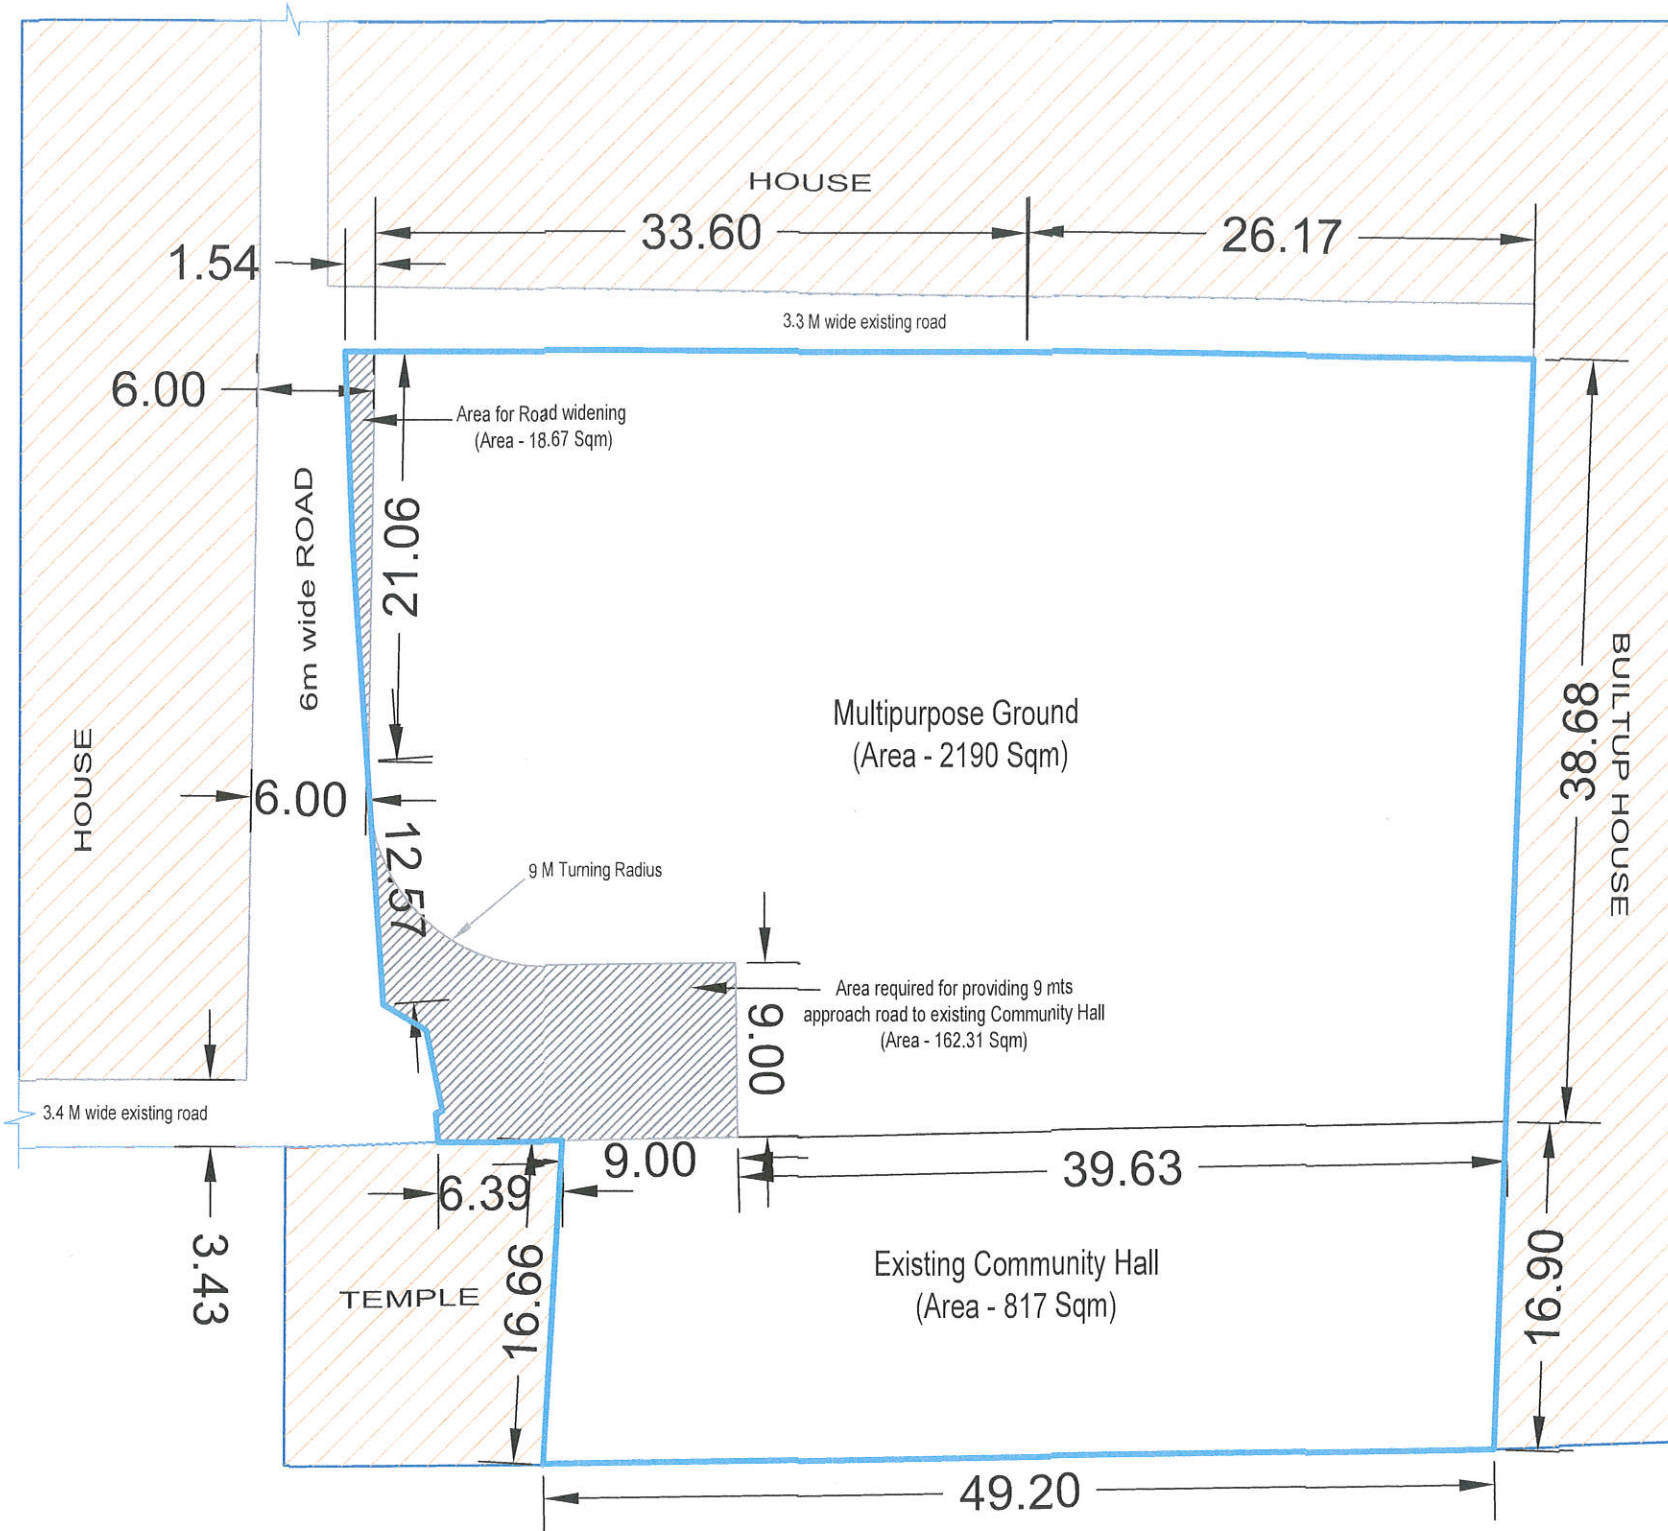 HOUSE
33.60
26.17
1.54
3.3 M wide existing road
6.00
Area for Road widening
(Area - 18.67 Sqm)
6m wide ROAD
21.06
HOUSE
Multipurpose Ground
(Area - 2190 Sqm)
38.68
BUILTUP HOUSE
6.00
12.57
9 M Turning Radius
Area required for providing 9 mts
approach road to existing Community Hall
(Area - 162.31 Sqm)
9.00
3.4 M wide existing road
9.00
39.63
6.39
3.43
TEMPLE
16.66
Existing Community Hall
(Area - 817 Sqm)
16.90
49.20